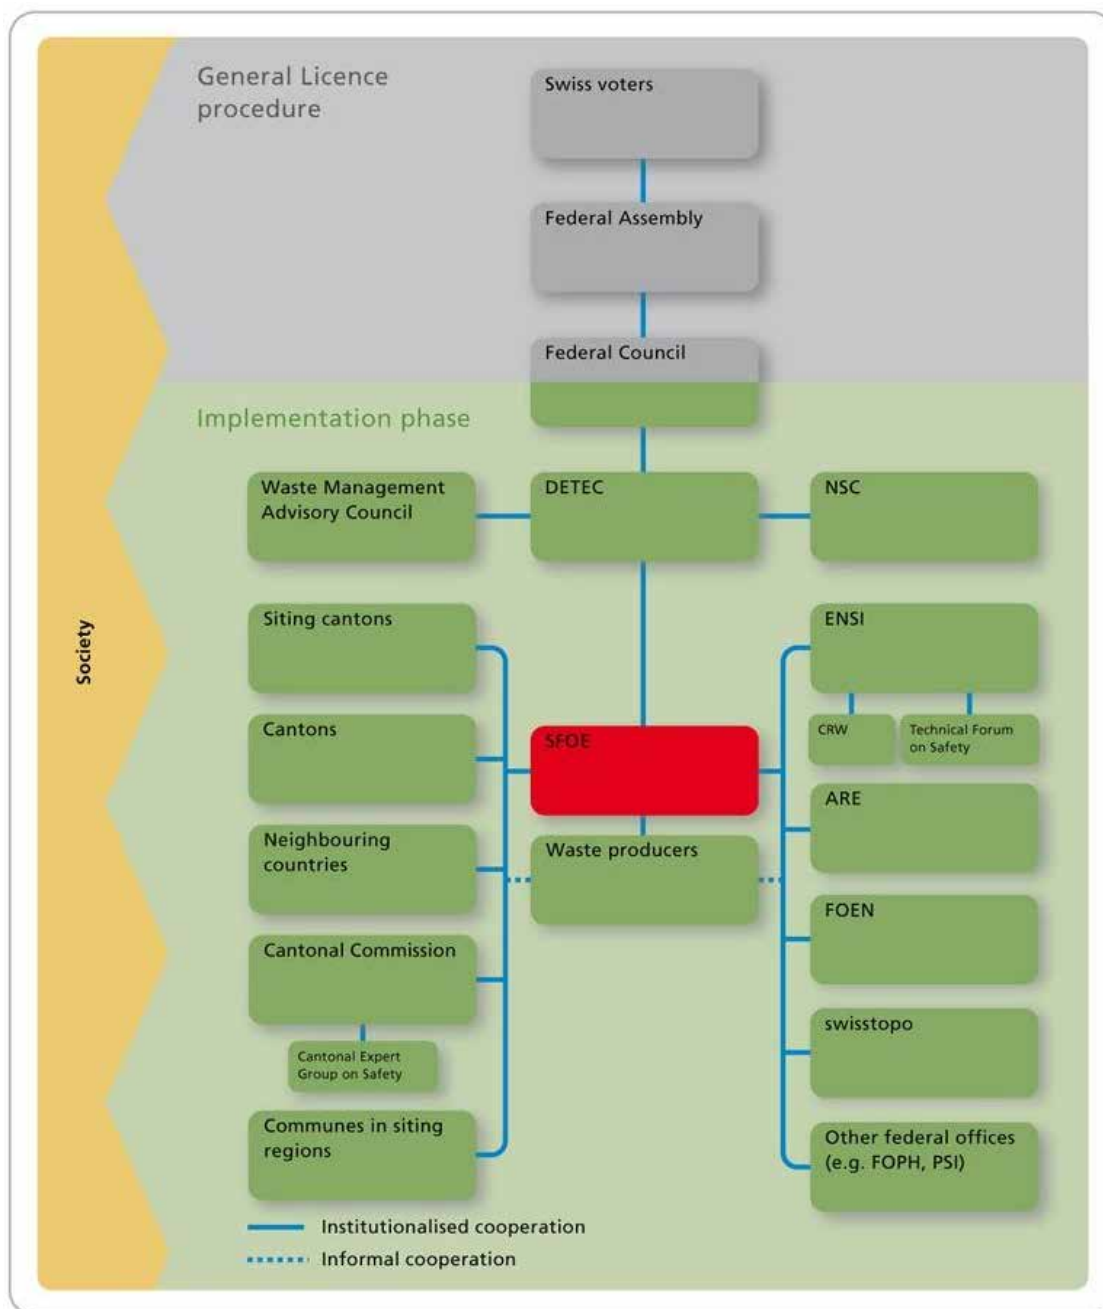 General Licence
procedure
Swiss voters
Federal Assembly
Federal Council
Implementation phase
Waste Management
Advisory Council
DETEC
NSC
Siting cantons
ENSI
CRW
Technical Forum
on Safety
Cantons
SFOE
ARE
Neighbouring
countries
Waste producers
FOEN
Cantonal Commission
Cantonal Expert
Group on Safety
swisstopo
Communes in siting
regions
Other federal offices
(e.g. FOPH, PSI)
Society
Institutionalised cooperation
Informal cooperation